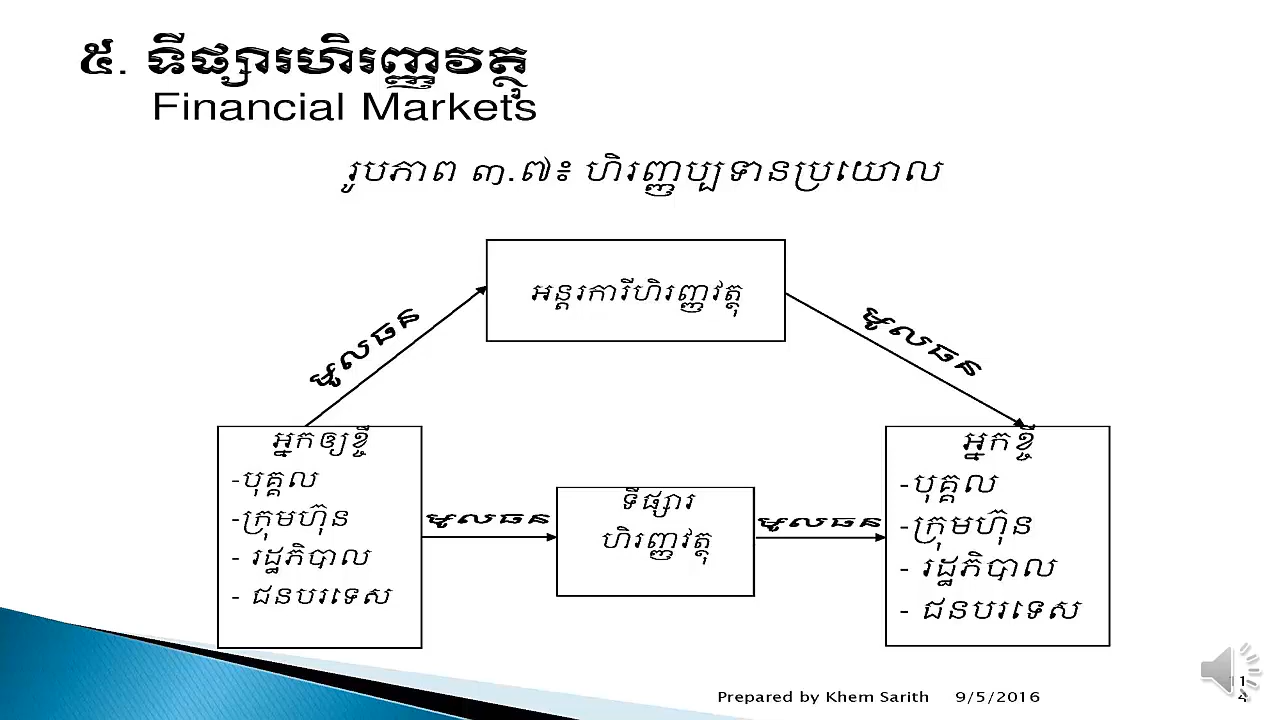 ៥. ទីផ្សារហិរញ្ញវត្ថុ
Financial Markets
រូបភាព ៣.៧៖ ហិរញ្ញប្បទានប្រយោល
អន្តរការីហិរញ្ញវត្ថុ
មូលធន
មូលធន
អ្នកឲ្យខ្ចី
-បុគ្គល
-ក្រុមហ៊ុន
- រដ្ឋភិបាល
- ជនបរទេស
មូលធន
ទីផ្សារ
ហិរញ្ញវត្ថុ
មូលធន
អ្នកខ្ចី
-បុគ្គល
-ក្រុមហ៊ុន
- រដ្ឋភិបាល
- ជនបរទេស
Prepared by Khem Sarith 9/5/2016
1
4